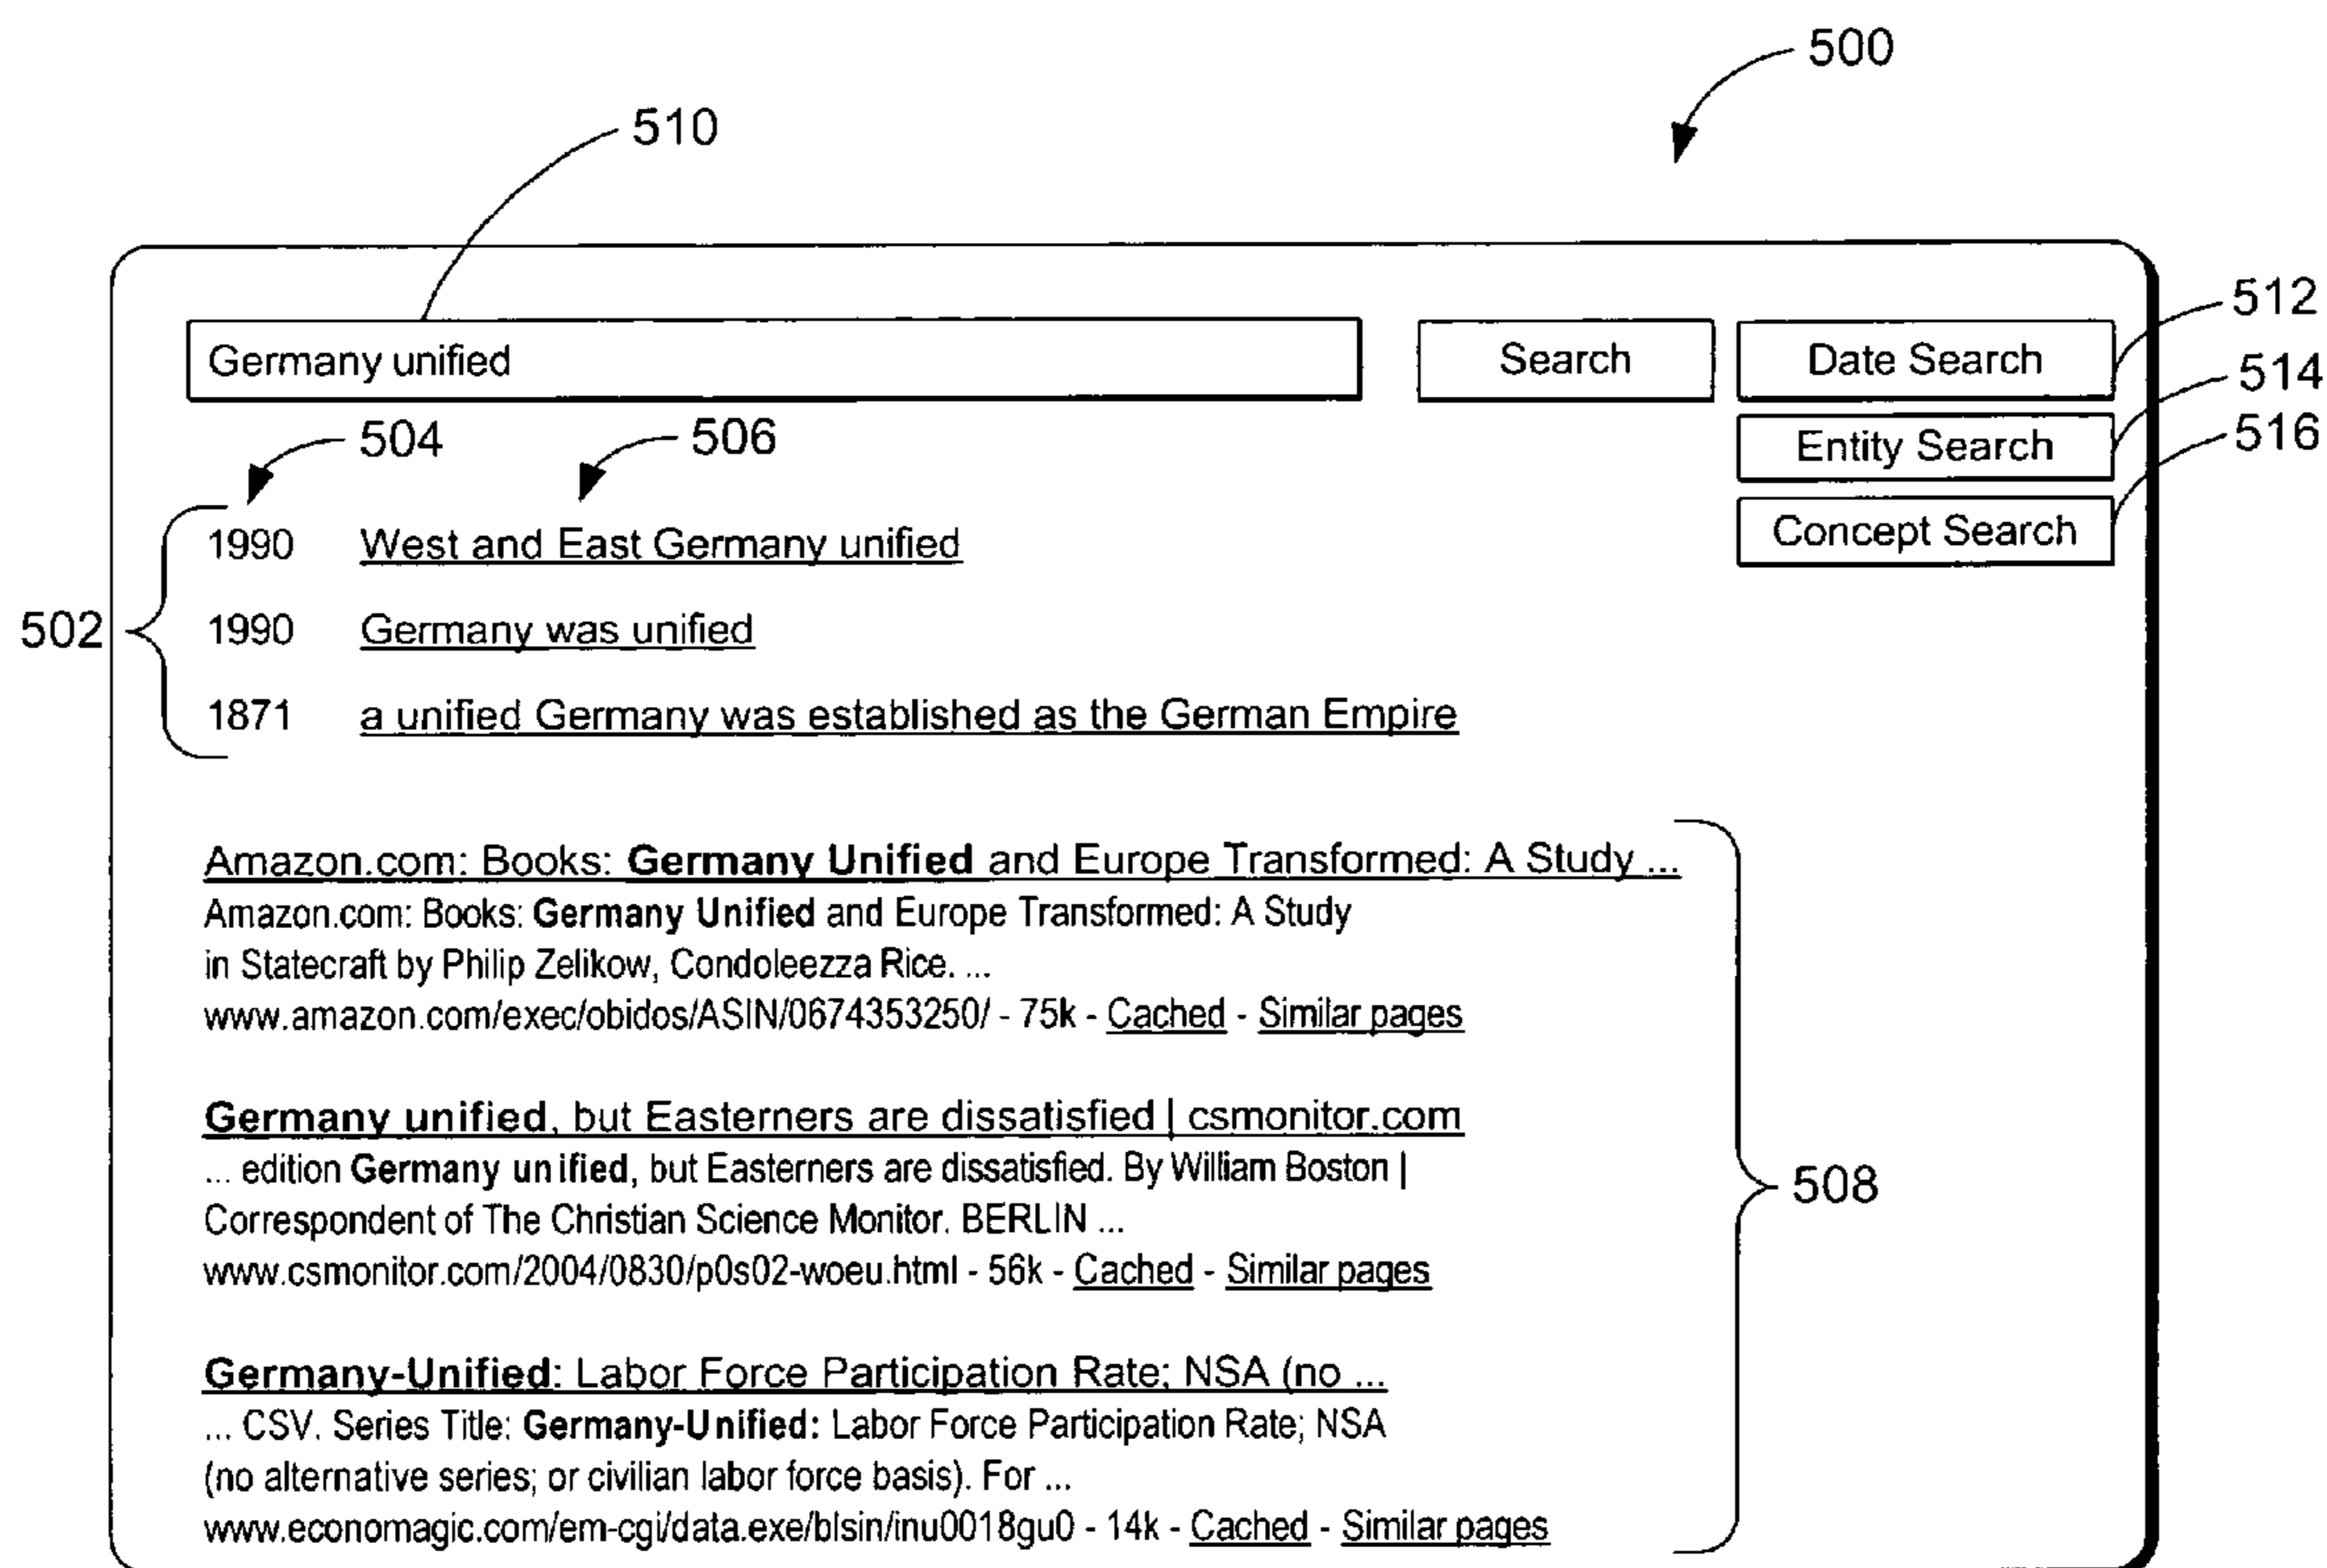 500
510
512
Germany unified
Search
Date Search
514
504
506
Entity Search
516
Concept Search
1990 West and East Germany unified
502
1990 Germany was unified
1871 a unified Germany was established as the German Empire
Amazon.com: Books: Germany Unified and Europe Transformed: A Study ...
Amazon.com: Books: Germany Unified and Europe Transformed: A Study
in Statecraft by Philip Zelikow, Condoleezza Rice. ...
www.amazon.com/exec/obidos/ASIN/0674353250/ - 75k - Cached - Similar pages
Germany unified, but Easterners are dissatisfied | csmonitor.com
... edition Germany unified, but Easterners are dissatisfied. By William Boston |
508
Correspondent of The Christian Science Monitor. BERLIN ...
www.csmonitor.com/2004/0830/p0s02-woeu.html - 56k - Cached - Similar pages
Germany-Unified: Labor Force Participation Rate; NSA (no ...
... CSV. Series Title: Germany-Unified: Labor Force Participation Rate; NSA
(no alternative series; or civilian labor force basis). For ...
www.economagic.com/em-cgi/data.exe/blsin/inu0018gu0 - 14k - Cached - Similar pages